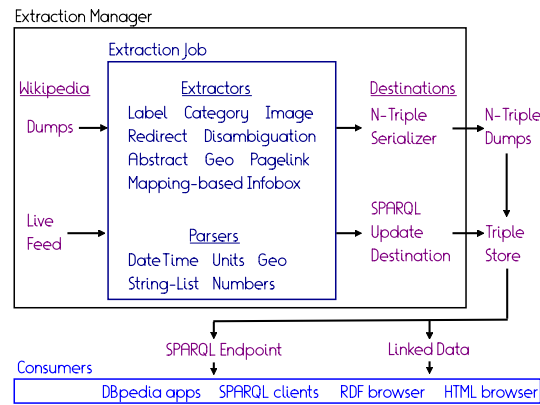 Extraction Manager
Extraction Job
Wikipedia
Dumps
Live
Feed
Extractors
Label Category Image
Redirect Disambiguation
Abstract Geo Pagelink
Mapping-based Infobox
Parsers
DateTime Units Geo
String-List Numbers
Destinations
N-Triple
Serializer
SPARQL
Update
Destination
N-Triple
Dumps
Triple
Store
SPARQL Endpoint
Linked Data
Consumers
DBpedia apps SPARQL clients RDF browser HTML browser